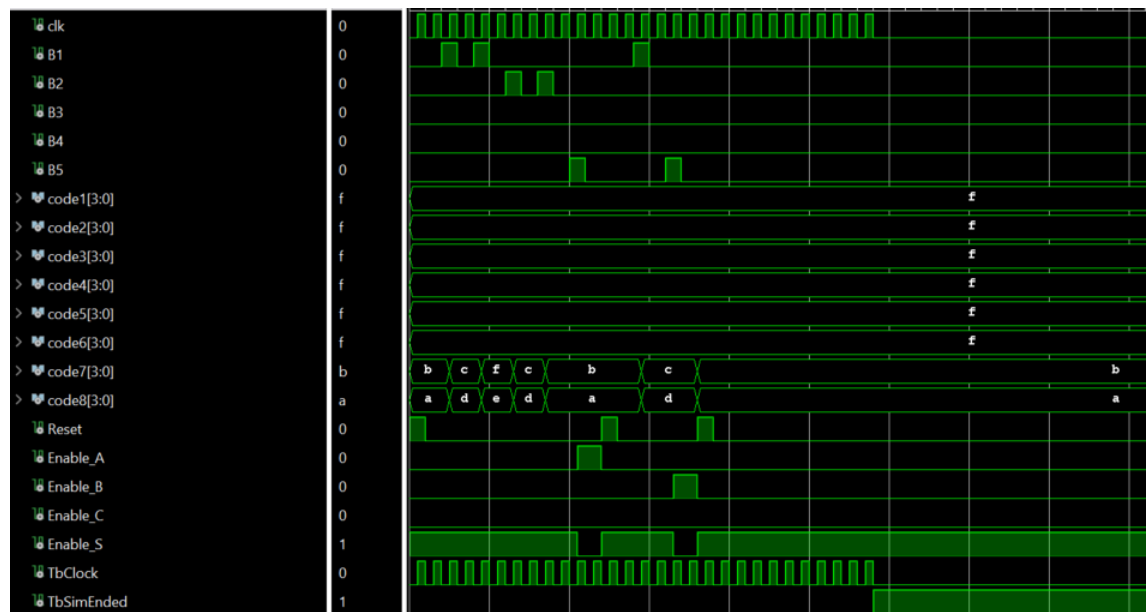 clk 0
B1 0
B2 0
B3 0
B4 0
B5 0
code1[3:0] f f
code2[3:0] f f
code3[3:0] f f
code4[3:0] f f
code5[3:0] f f
code6[3:0] f f
code7[3:0] b b c f c b c b
code8[3:0] a a d e d a d a
Reset 0
Enable_A 0
Enable_B 0
Enable_C 0
Enable_S 1
TbClock 0
TbSimEnded 1